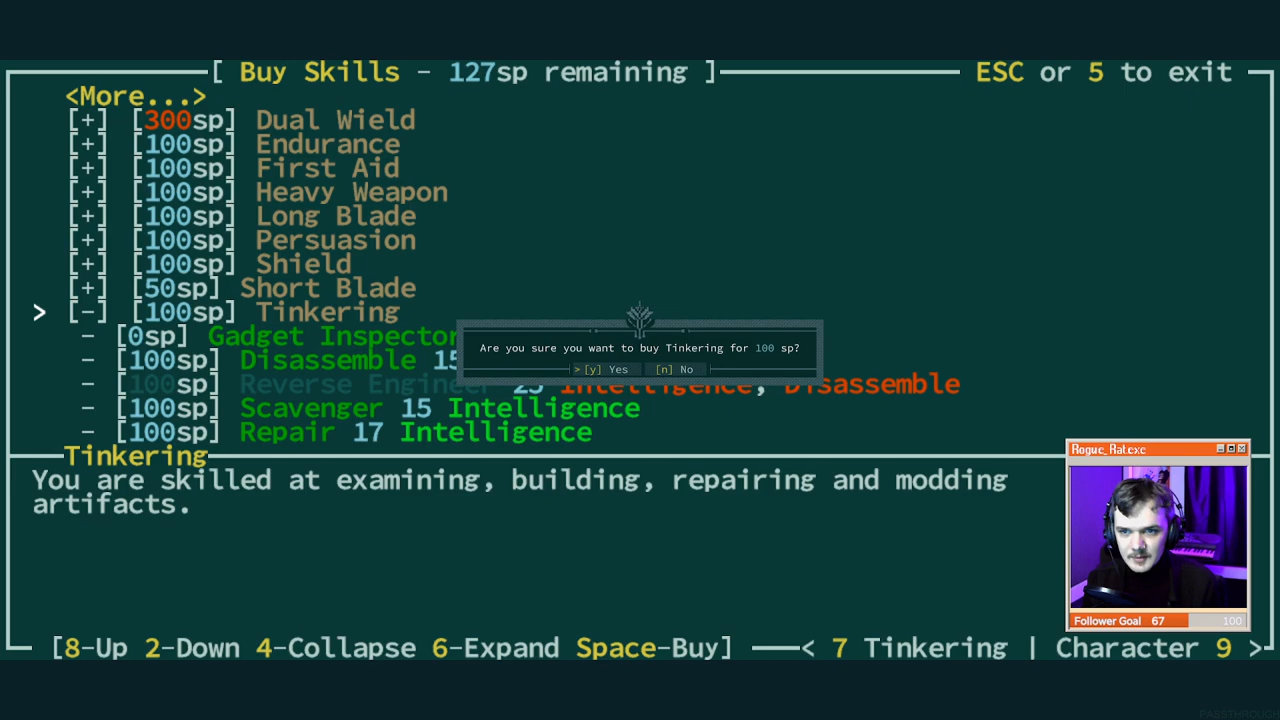 [ Buy Skills - 127sp remaining ]
ESC or 5 to exit
<More...>
[+] [300sp] Dual Wield
[+] [100sp] Endurance
[+] [100sp] First Aid
[+] [100sp] Heavy Weapon
[+] [100sp] Long Blade
[+] [100sp] Persuasion
[+] [100sp] Shield
[+] [50sp] Short Blade
> [-] [100sp] Tinkering
- [0sp] Gadget Inspector
Are you sure you want to buy Tinkering for 100 sp?
- [100sp] Disassemble 15
> [y] Yes [n] No
- [100sp] Reverse Engineer 25 Intelligence, Disassemble
- [100sp] Scavenger 15 Intelligence
- [100sp] Repair 17 Intelligence
Tinkering
You are skilled at examining, building, repairing and modding
artifacts.
Rogue_Rat.exe
Follower Goal 67 100
[8-Up 2-Down 4-Collapse 6-Expand Space-Buy]
< 7 Tinkering | Character 9 >
PASSTHROUGH